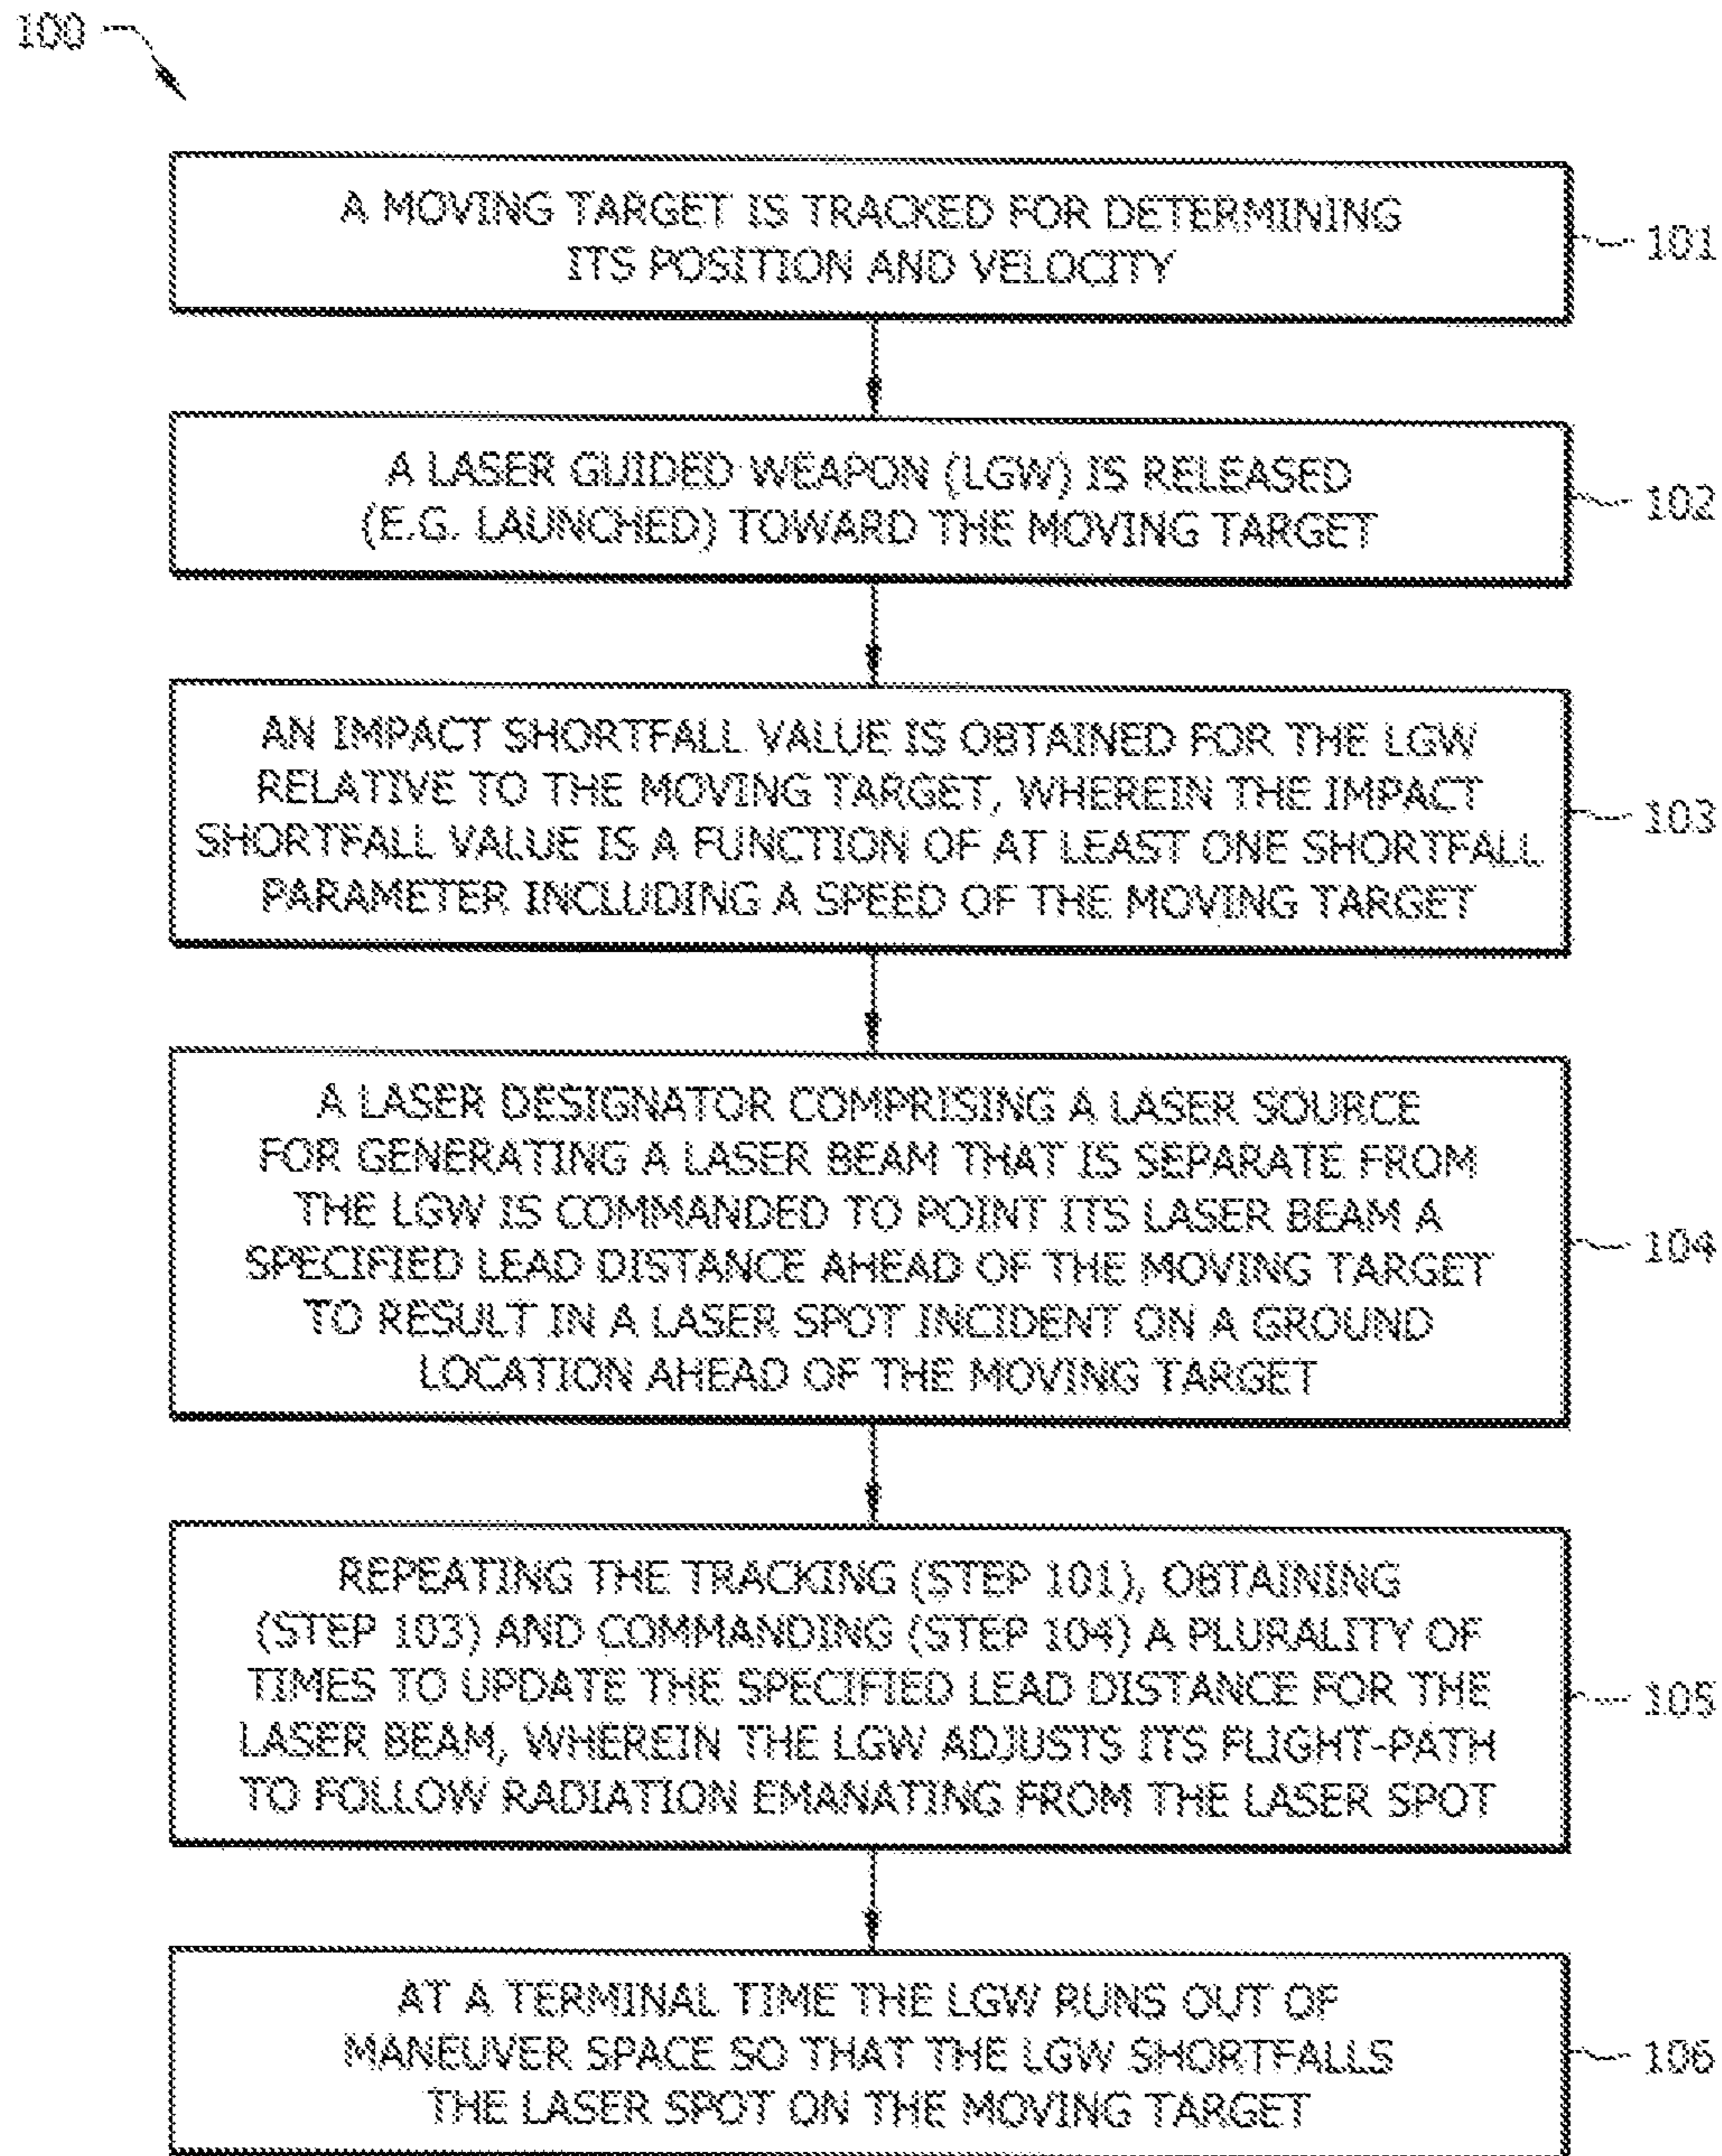 100
A MOVING TARGET IS TRACKED FOR DETERMINING
ITS POSITION AND VELOCITY
101
A LASER GUIDED WEAPON (LGW) IS RELEASED
(E.G. LAUNCHED) TOWARD THE MOVING TARGET
102
AN IMPACT SHORTFALL VALUE IS OBTAINED FOR THE LGW
RELATIVE TO THE MOVING TARGET, WHEREIN THE IMPACT
SHORTFALL VALUE IS A FUNCTION OF AT LEAST ONE SHORTFALL
PARAMETER INCLUDING A SPEED OF THE MOVING TARGET
103
A LASER DESIGNATOR COMPRISING A LASER SOURCE
FOR GENERATING A LASER BEAM THAT IS SEPARATE FROM
THE LGW IS COMMANDED TO POINT ITS LASER BEAM A
SPECIFIED LEAD DISTANCE AHEAD OF THE MOVING TARGET
TO RESULT IN A LASER SPOT INCIDENT ON A GROUND
LOCATION AHEAD OF THE MOVING TARGET
104
REPEATING THE TRACKING (STEP 101), OBTAINING
(STEP 103) AND COMMANDING (STEP 104) A PLURALITY OF
TIMES TO UPDATE THE SPECIFIED LEAD DISTANCE FOR THE
LASER BEAM, WHEREIN THE LGW ADJUSTS ITS FLIGHT-PATH
TO FOLLOW RADIATION EMANATING FROM THE LASER SPOT
105
AT A TERMINAL TIME THE LGW RUNS OUT OF
MANEUVER SPACE SO THAT THE LGW SHORTFALLS
THE LASER SPOT ON THE MOVING TARGET
106